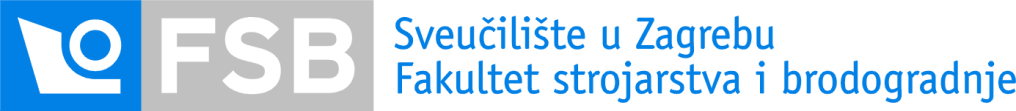 FSB
Sveučilište u Zagrebu
Fakultet strojarstva i brodogradnje